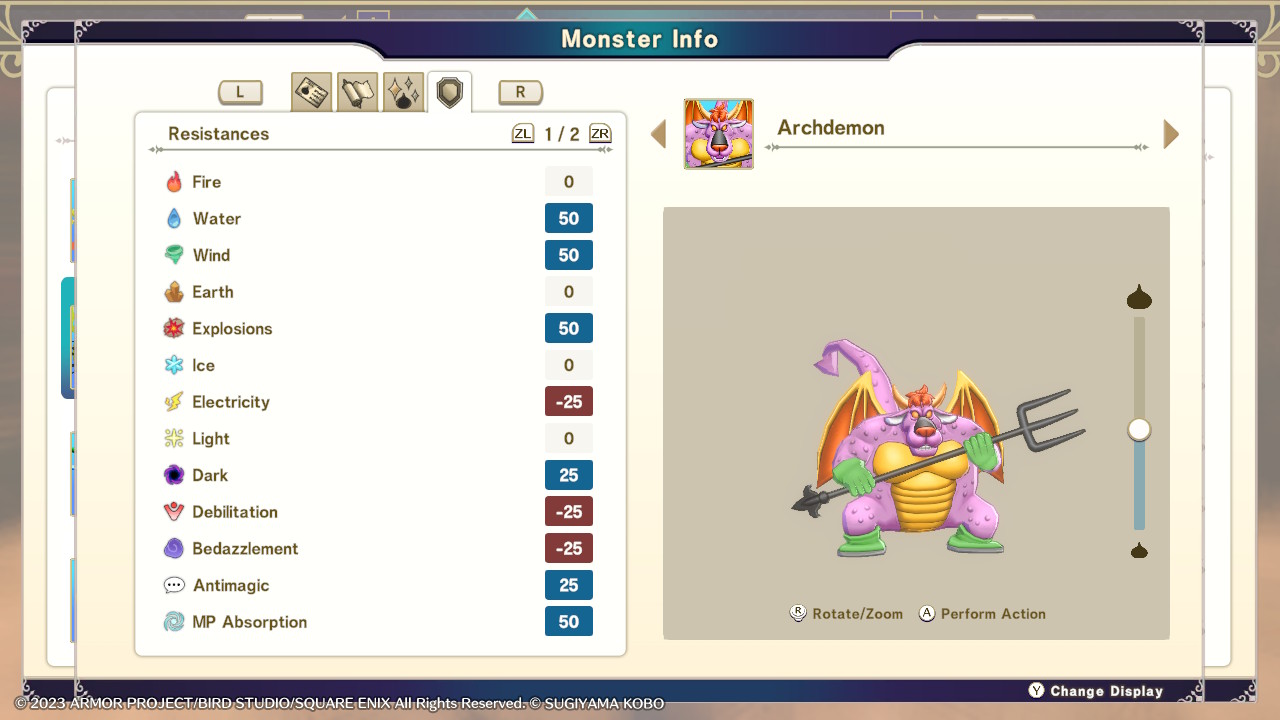 Monster Info
L
R
Resistances
ZL 1 / 2 ZR
Fire 0
Water 50
Wind 50
Earth 0
Explosions 50
Ice 0
Electricity -25
Light 0
Dark 25
Debilitation -25
Bedazzlement -25
Antimagic 25
MP Absorption 50
Archdemon
R Rotate/Zoom A Perform Action
Y Change Display
© 2023 ARMOR PROJECT/BIRD STUDIO/SQUARE ENIX All Rights Reserved. © SUGIYAMA KOBO